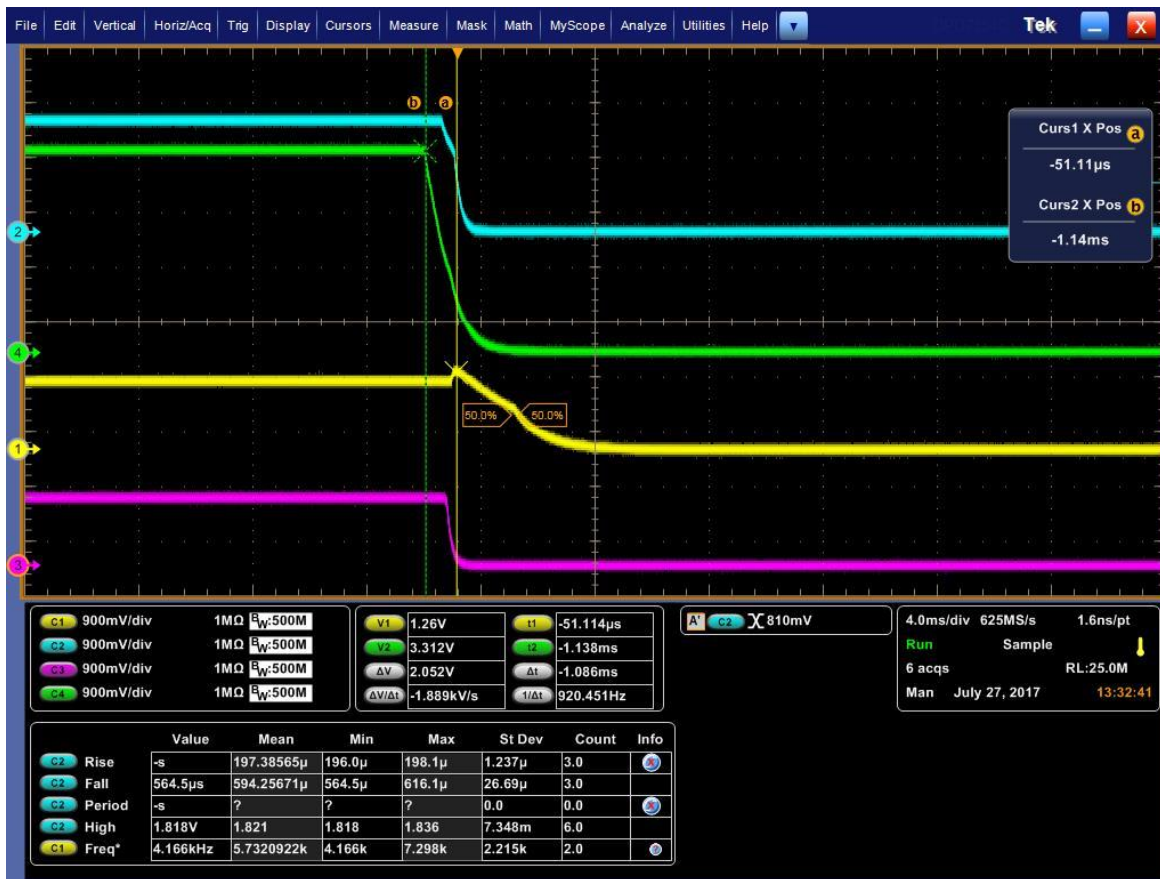 File Edit Vertical Horiz/Acq Trig Display Cursors Measure Mask Math MyScope Analyze Utilities Help Tek X
b a
Curs1 X Pos a
-51.11µs
Curs2 X Pos b
-1.14ms
2
4
50.0% 50.0%
1
3
C1 900mV/div 1MΩ BW:500M
C2 900mV/div 1MΩ BW:500M
C3 900mV/div 1MΩ BW:500M
C4 900mV/div 1MΩ BW:500M
V1 1.26V t1 -51.114µs
V2 3.312V t2 -1.138ms
ΔV 2.052V Δt -1.086ms
ΔV/Δt -1.889kV/s 1/Δt 920.451Hz
A' C2 810mV
4.0ms/div 625MS/s 1.6ns/pt
Run Sample
6 acqs RL:25.0M
Man July 27, 2017 13:32:41
Value Mean Min Max St Dev Count Info
C2 Rise -s 197.38565µ 196.0µ 198.1µ 1.237µ 3.0
C2 Fall 564.5µs 594.25671µ 564.5µ 616.1µ 26.69µ 3.0
C2 Period -s ? ? ? 0.0 0.0
C2 High 1.818V 1.821 1.818 1.836 7.348m 6.0
C1 Freq* 4.166kHz 5.7320922k 4.166k 7.298k 2.215k 2.0